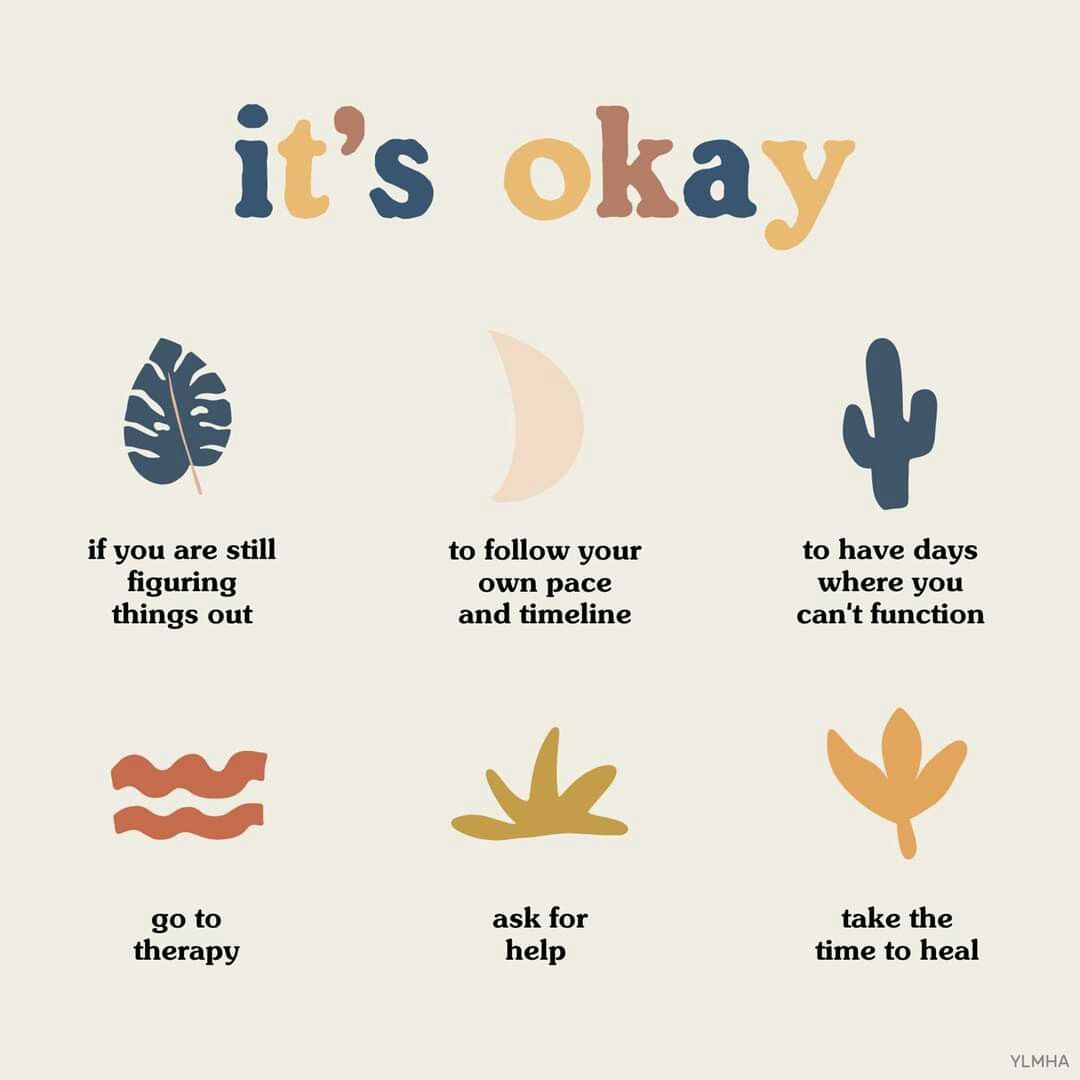 it's okay
if you are still
figuring
things out
to follow your
own pace
and timeline
to have days
where you
can't function
go to
therapy
ask for
help
take the
time to heal
YLMHA